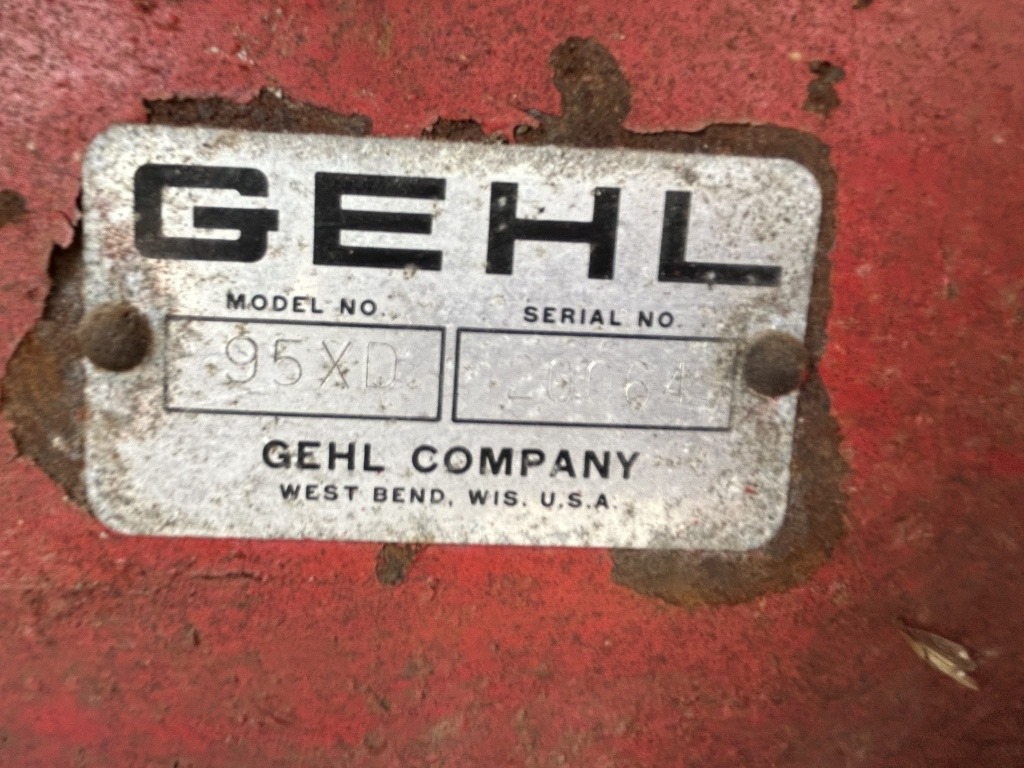 GEHL
MODEL NO. SERIAL NO.
95XD 20064
GEHL COMPANY
WEST BEND, WIS. U.S.A.